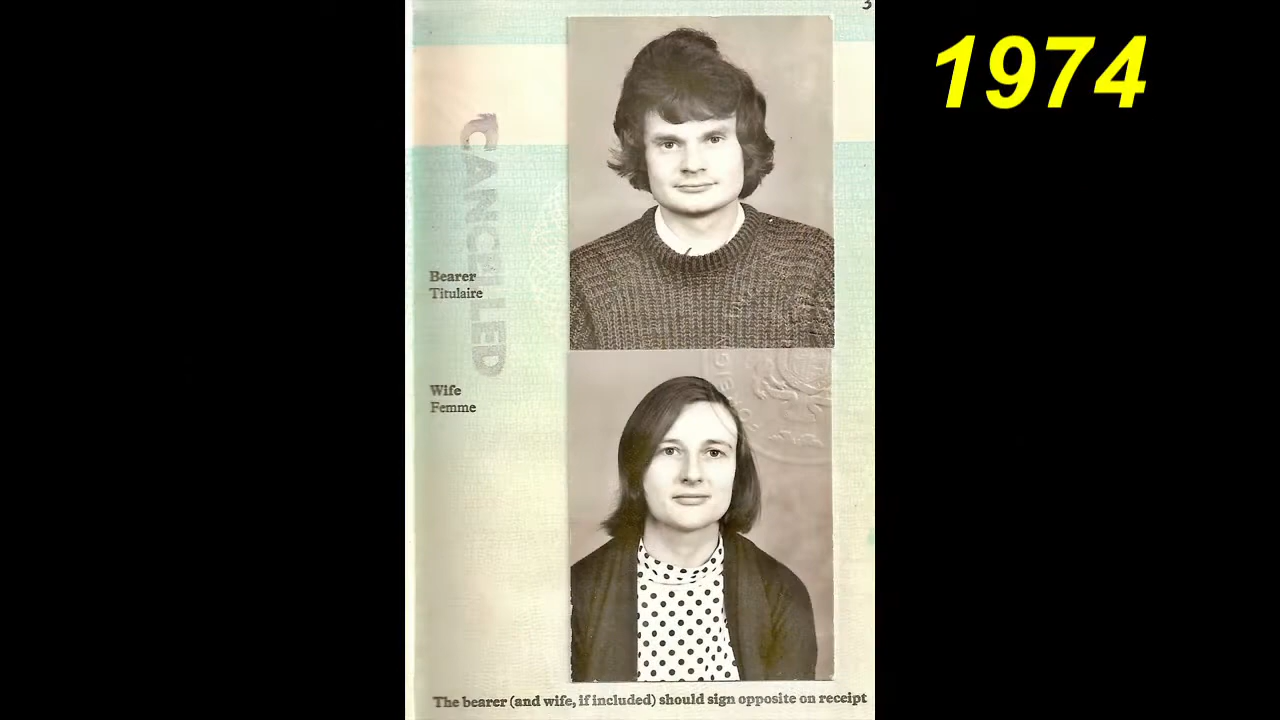 3
1974
CANCELLED
Bearer
Titulaire
Wife
Femme
The bearer (and wife, if included) should sign opposite on receipt